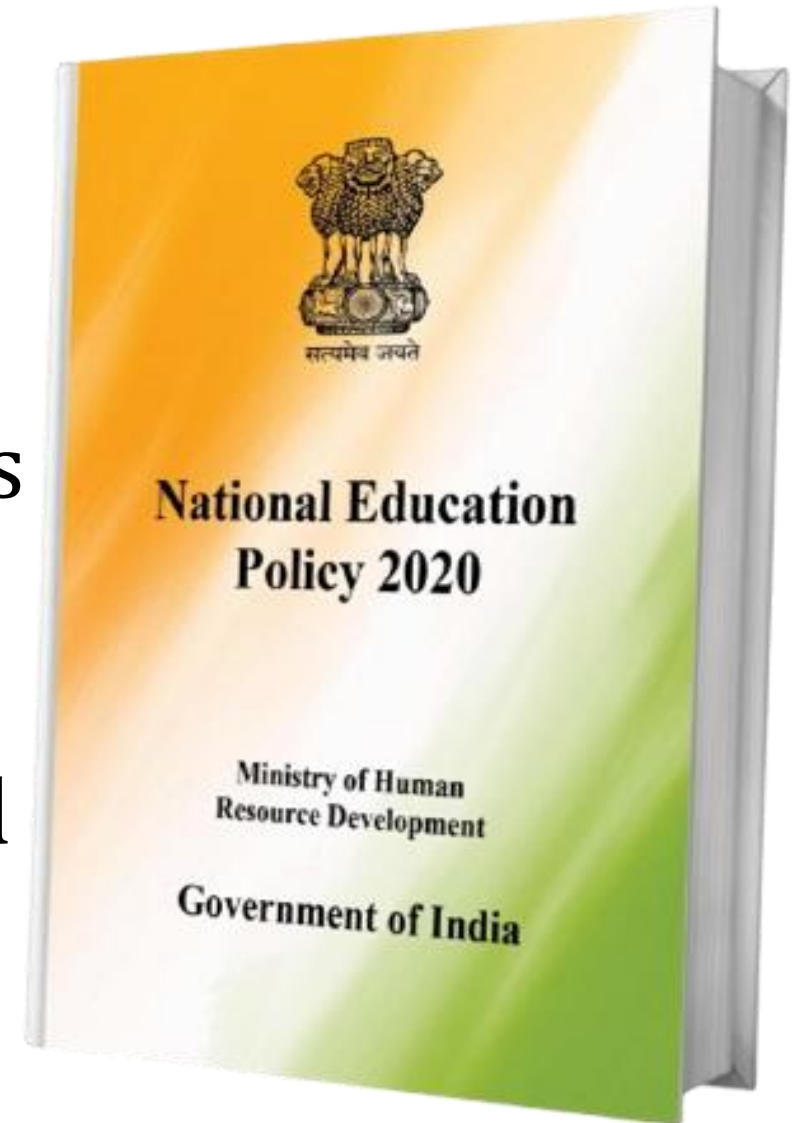 सत्यमेव जयते
s
National Education
Policy 2020
Ministry of Human
Resource Development
l
Government of India